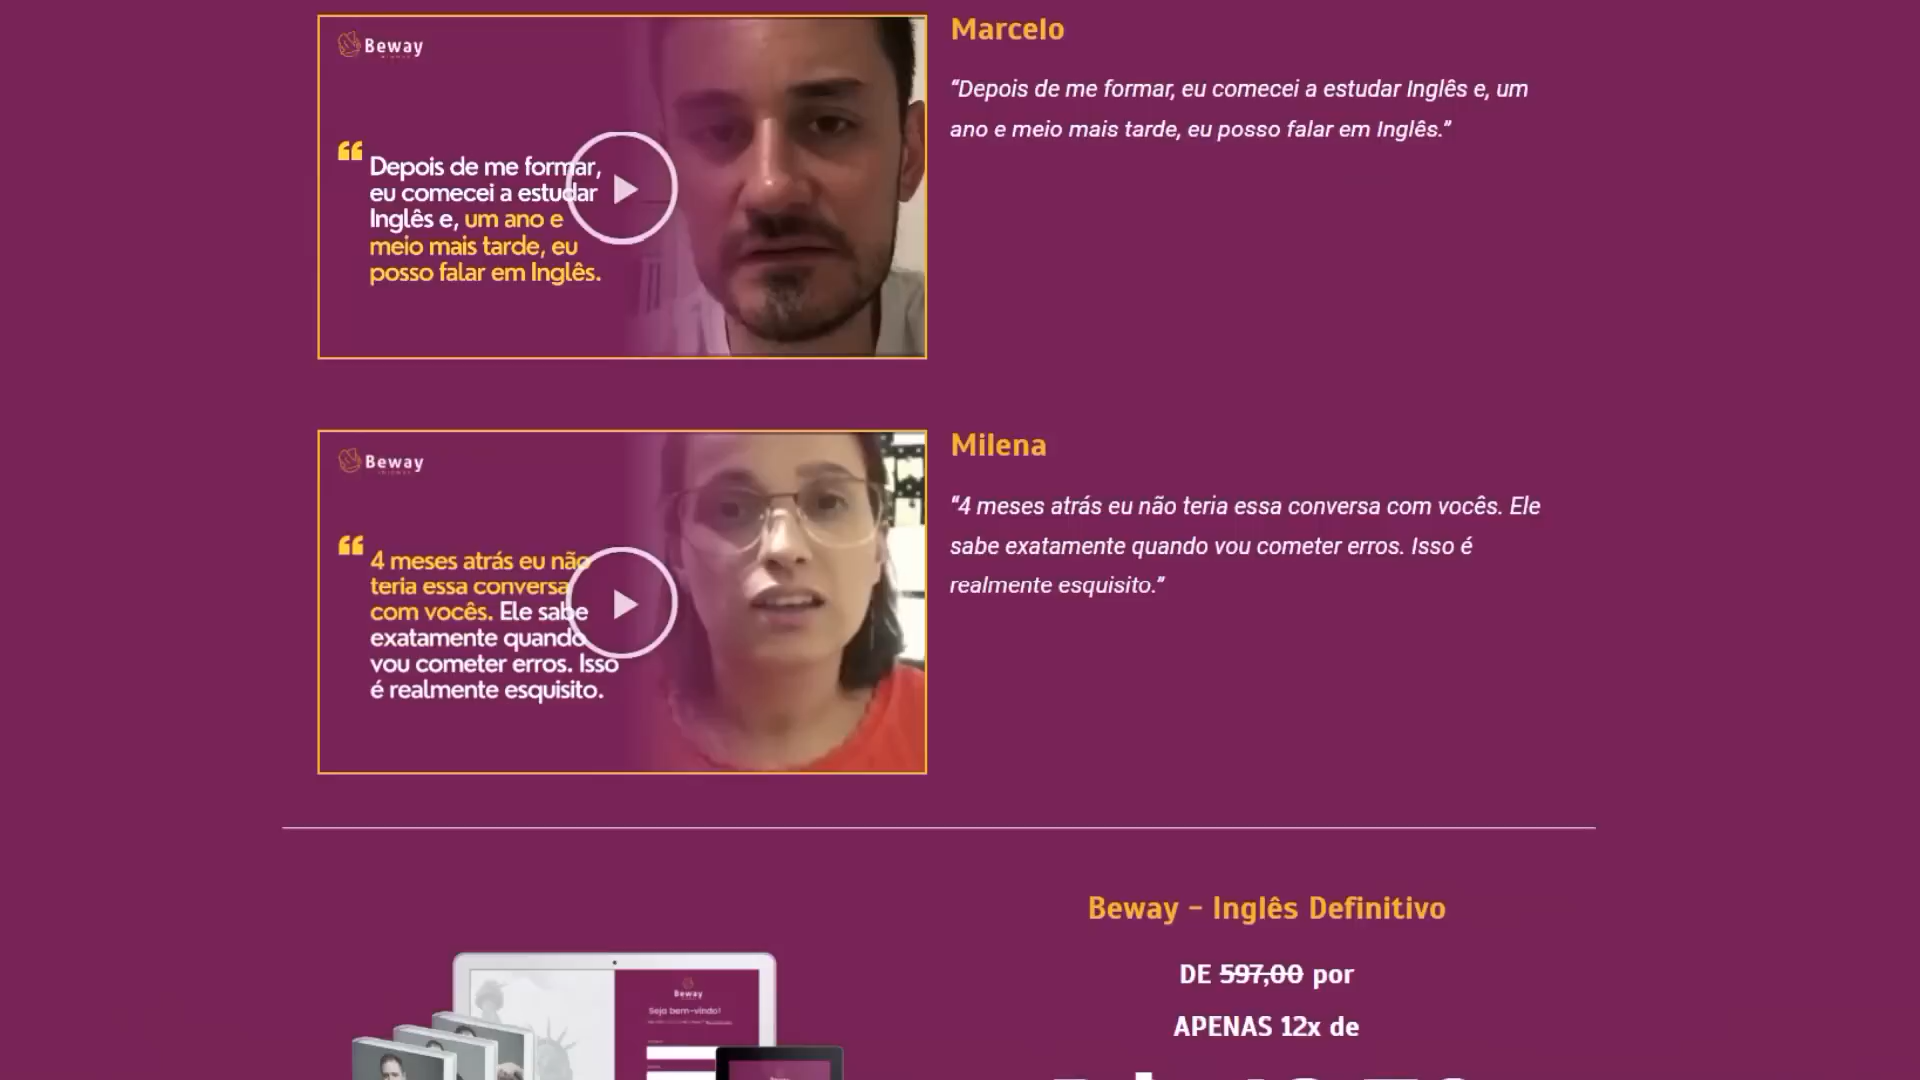 Beway
Depois de me formar,
eu comecei a estudar
Inglês e, um ano e
meio mais tarde, eu
posso falar em Inglês.
Marcelo
“Depois de me formar, eu comecei a estudar Inglês e, um
ano e meio mais tarde, eu posso falar em Inglês.”
Beway
4 meses atrás eu não
teria essa conversa
com vocês. Ele sabe
exatamente quando
vou cometer erros. Isso
é realmente esquisito.
Milena
“4 meses atrás eu não teria essa conversa com vocês. Ele
sabe exatamente quando vou cometer erros. Isso é
realmente esquisito.”
Beway
Seja bem-vindo!
Beway - Inglês Definitivo
DE 597,00 por
APENAS 12x de